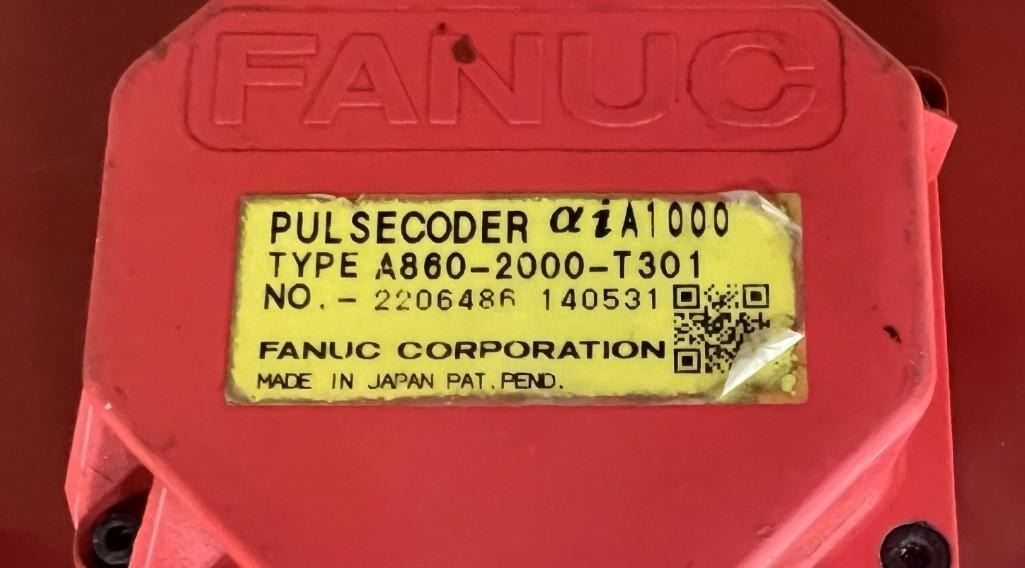 FANUC
PULSECODER αiA1000
TYPE A860-2000-T301
NO.- 2206486 140531
FANUC CORPORATION
MADE IN JAPAN PAT.PEND.